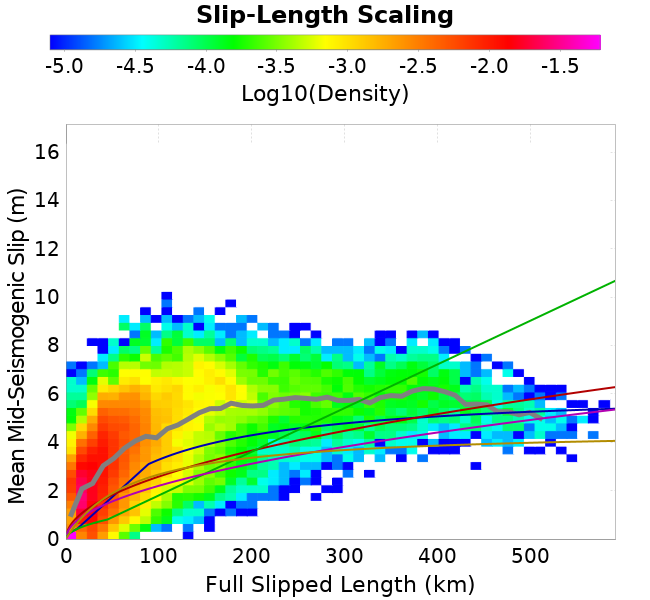 Slip-Length Scaling
-5.0 -4.5 -4.0 -3.5 -3.0 -2.5 -2.0 -1.5
Log10(Density)
Mean Mid-Seismogenic Slip (m)
16
14
12
10
8
6
4
2
0
0 100 200 300 400 500
Full Slipped Length (km)